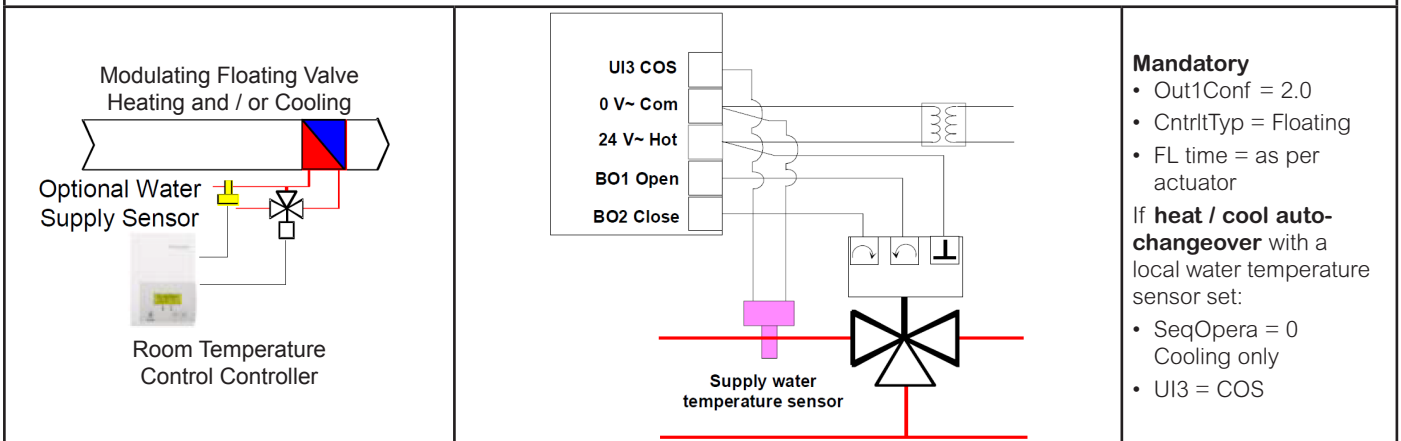 Modulating Floating Valve
Heating and / or Cooling
Optional Water
Supply Sensor
Room Temperature
Control Controller
UI3 COS
0 V~ Com
24 V~ Hot
BO1 Open
BO2 Close
Supply water
temperature sensor
Mandatory
• Out1Conf = 2.0
• CntrltTyp = Floating
• FL time = as per
actuator
If heat / cool auto-
changeover with a
local water temperature
sensor set:
• SeqOpera = 0
Cooling only
• UI3 = COS